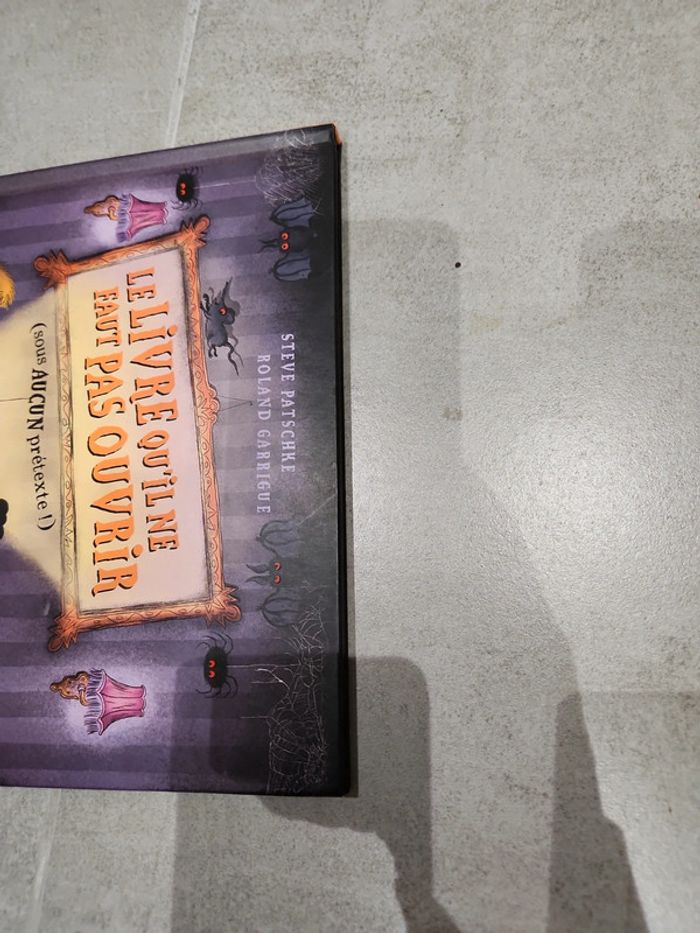 STEVE PATSCHKE
ROLAND GARRIGUE
LE LIVRE QU'IL NE
FAUT PAS OUVRIR
(sous AUCUN prétexte !)